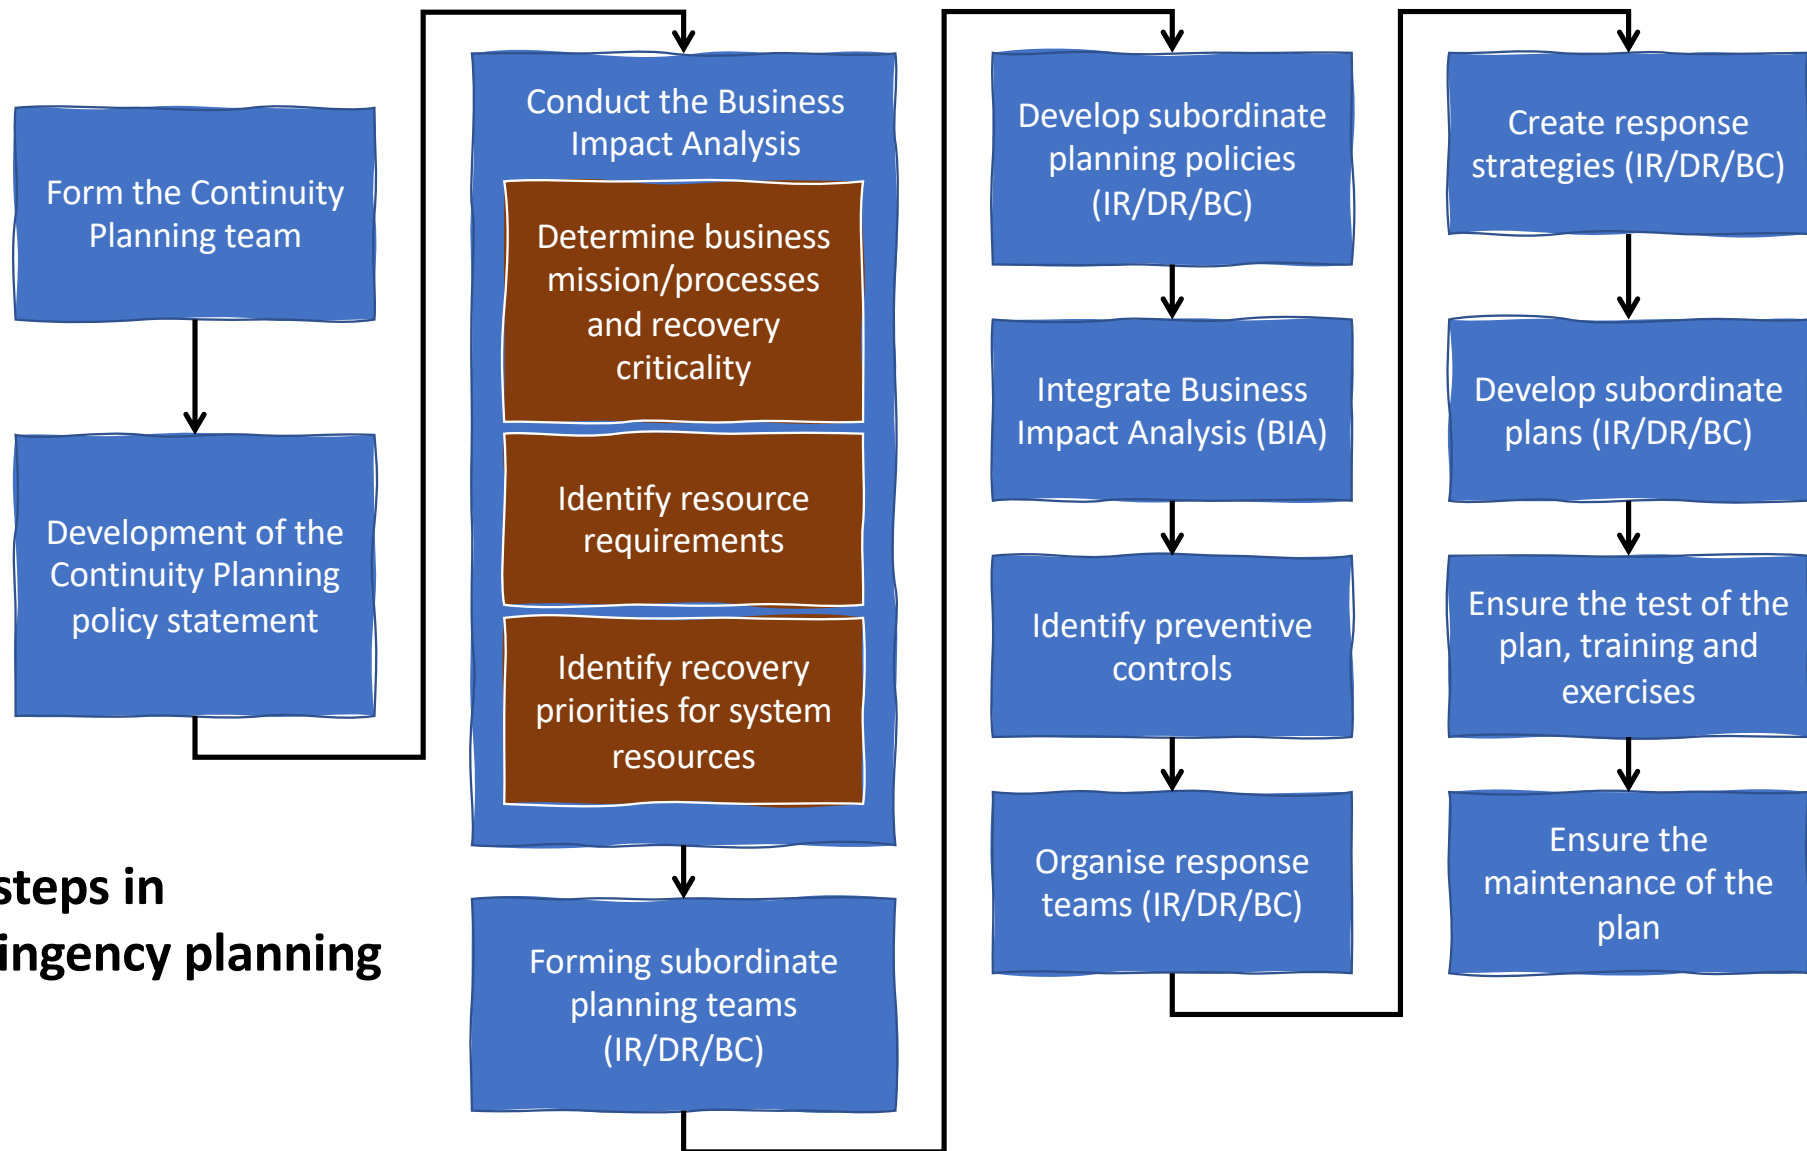 Form the Continuity
Planning team
Development of the
Continuity Planning
policy statement
Conduct the Business
Impact Analysis
Determine business
mission/processes
and recovery
criticality
Identify resource
requirements
Identify recovery
priorities for system
resources
Forming subordinate
planning teams
(IR/DR/BC)
Develop subordinate
planning policies
(IR/DR/BC)
Integrate Business
Impact Analysis (BIA)
Identify preventive
controls
Organise response
teams (IR/DR/BC)
Create response
strategies (IR/DR/BC)
Develop subordinate
plans (IR/DR/BC)
Ensure the test of the
plan, training and
exercises
Ensure the
maintenance of the
plan
steps in
ingency planning